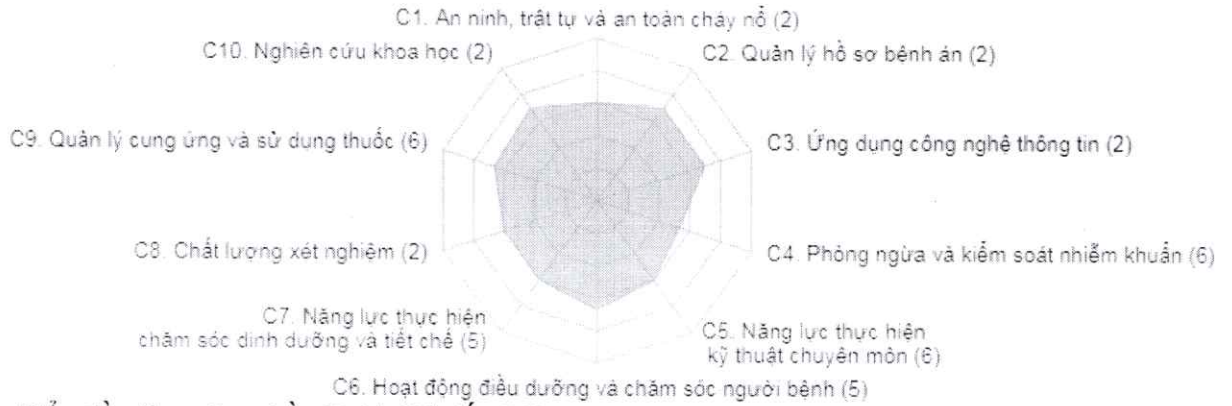 C1. An ninh, trật tự và an toàn cháy nổ (2)
C10. Nghiên cứu khoa học (2)
C2. Quản lý hồ sơ bệnh án (2)
C9. Quản lý cung ứng và sử dụng thuốc (6)
C3. Ứng dụng công nghệ thông tin (2)
C8. Chất lượng xét nghiệm (2)
C4. Phòng ngừa và kiểm soát nhiễm khuẩn (6)
C7. Năng lực thực hiện
chăm sóc dinh dưỡng và tiết chế (5)
C5. Năng lực thực hiện
kỹ thuật chuyên môn (6)
C6. Hoạt động điều dưỡng và chăm sóc người bệnh (5)